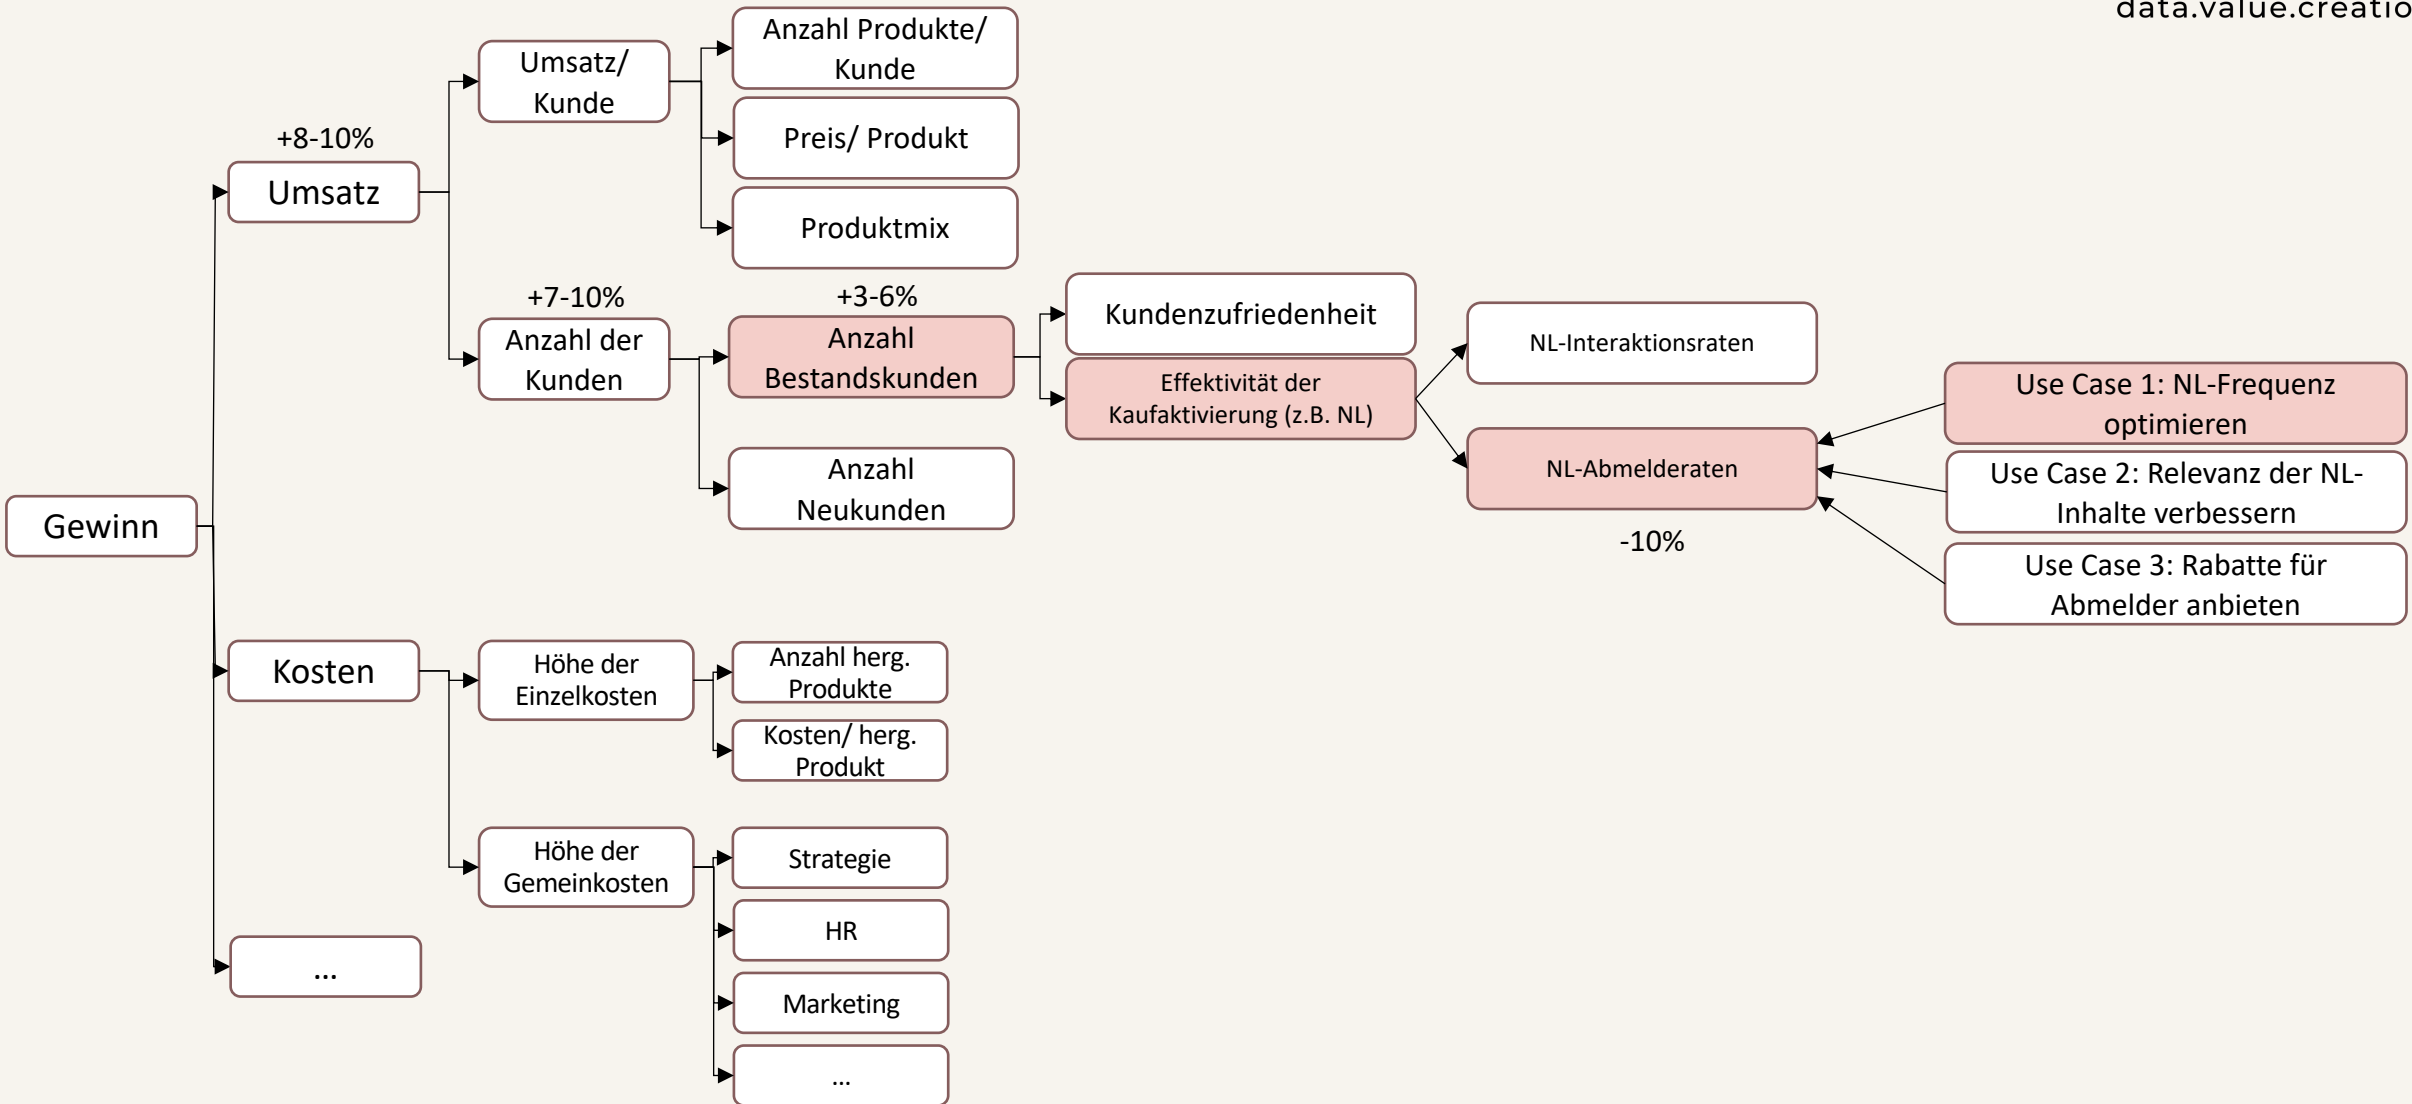 data.value.creatio
Anzahl Produkte/
Kunde
Umsatz/
Kunde
Preis/ Produkt
+8-10%
Umsatz
Produktmix
+7-10%
+3-6%
Anzahl der
Kunden
Anzahl
Bestandskunden
Kundenzufriedenheit
Effektivität der
Kaufaktivierung (z.B. NL)
NL-Interaktionsraten
NL-Abmelderaten
-10%
Use Case 1: NL-Frequenz
optimieren
Use Case 2: Relevanz der NL-
Inhalte verbessern
Use Case 3: Rabatte für
Abmelder anbieten
Anzahl
Neukunden
Gewinn
Kosten
Höhe der
Einzelkosten
Anzahl herg.
Produkte
Kosten/ herg.
Produkt
Höhe der
Gemeinkosten
Strategie
HR
Marketing
...
...